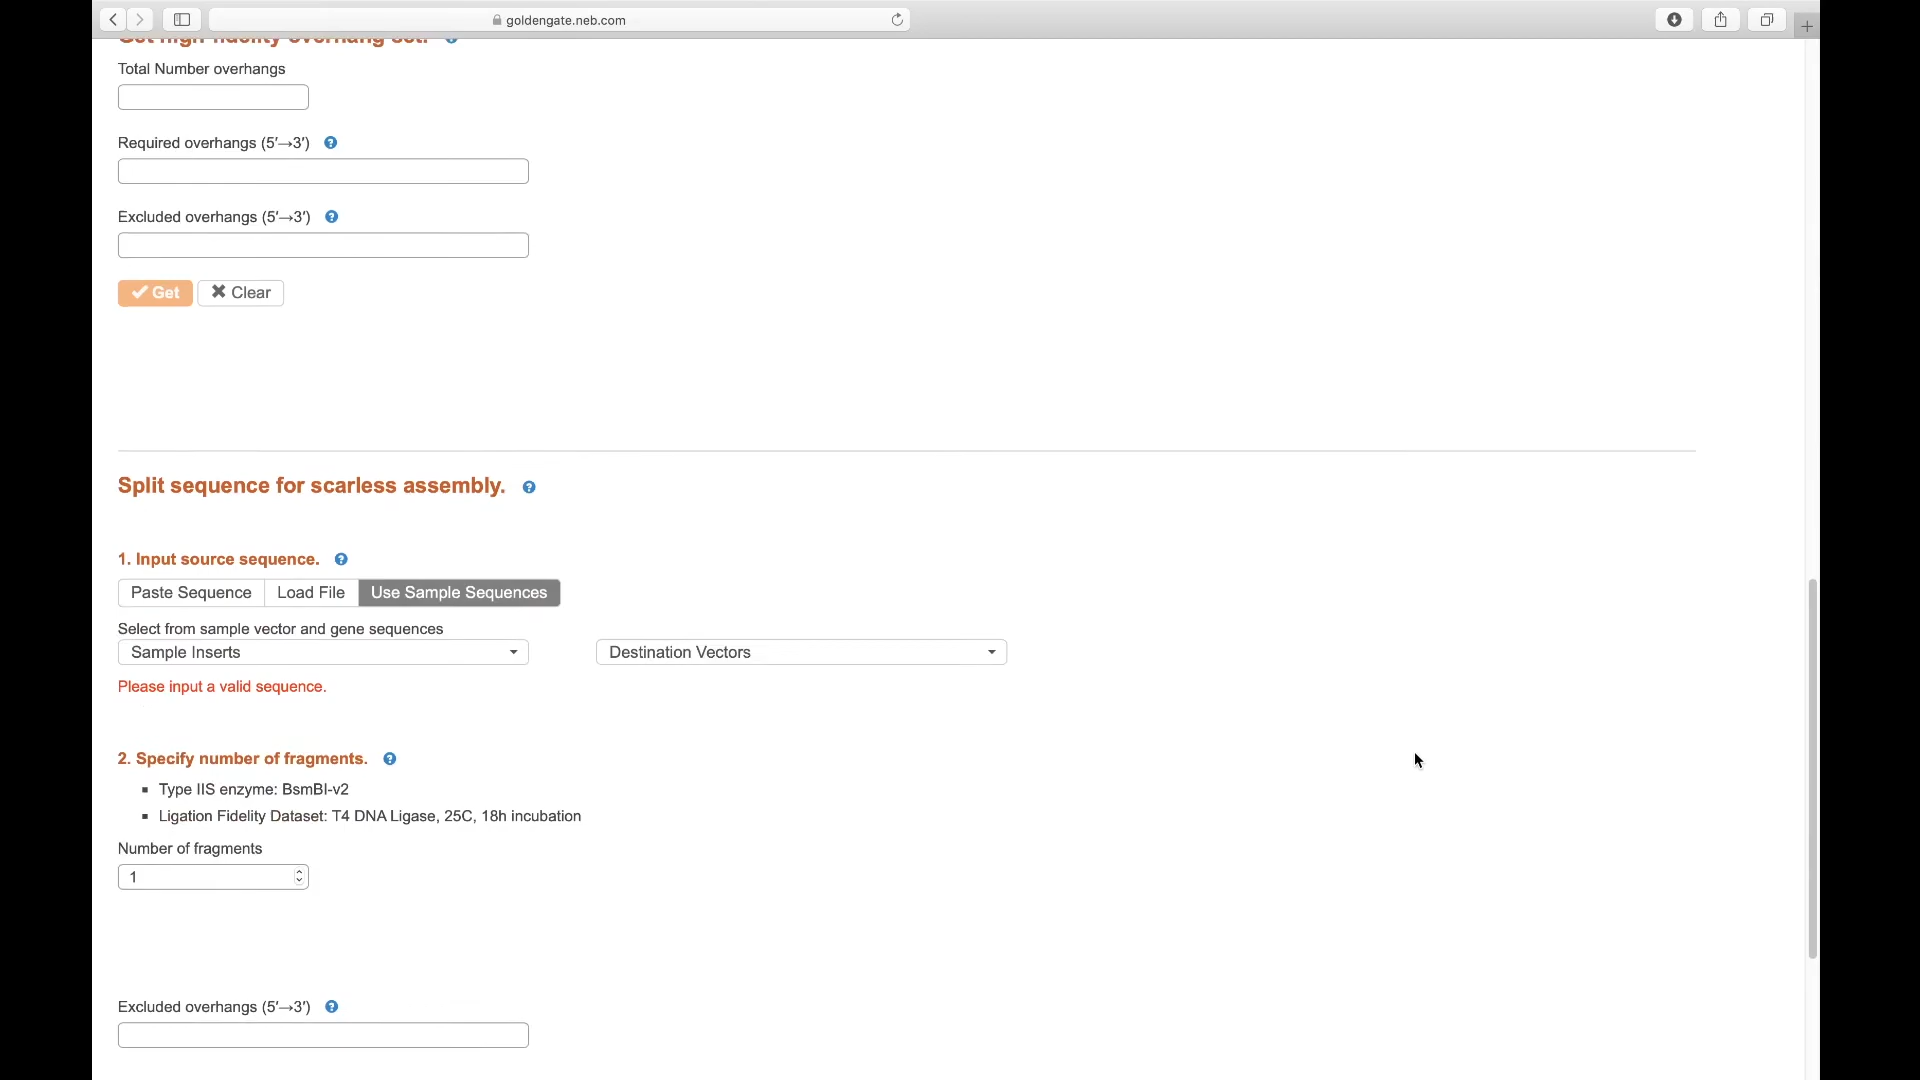 goldengate.neb.com
Get high-fidelity overhang set.
Total Number overhangs
Required overhangs (5′→3′)
Excluded overhangs (5′→3′)
Get Clear
Split sequence for scarless assembly.
1. Input source sequence.
Paste Sequence Load File Use Sample Sequences
Select from sample vector and gene sequences
Sample Inserts Destination Vectors
Please input a valid sequence.
2. Specify number of fragments.
Type IIS enzyme: BsmBI-v2
Ligation Fidelity Dataset: T4 DNA Ligase, 25C, 18h incubation
Number of fragments
1
Excluded overhangs (5′→3′)